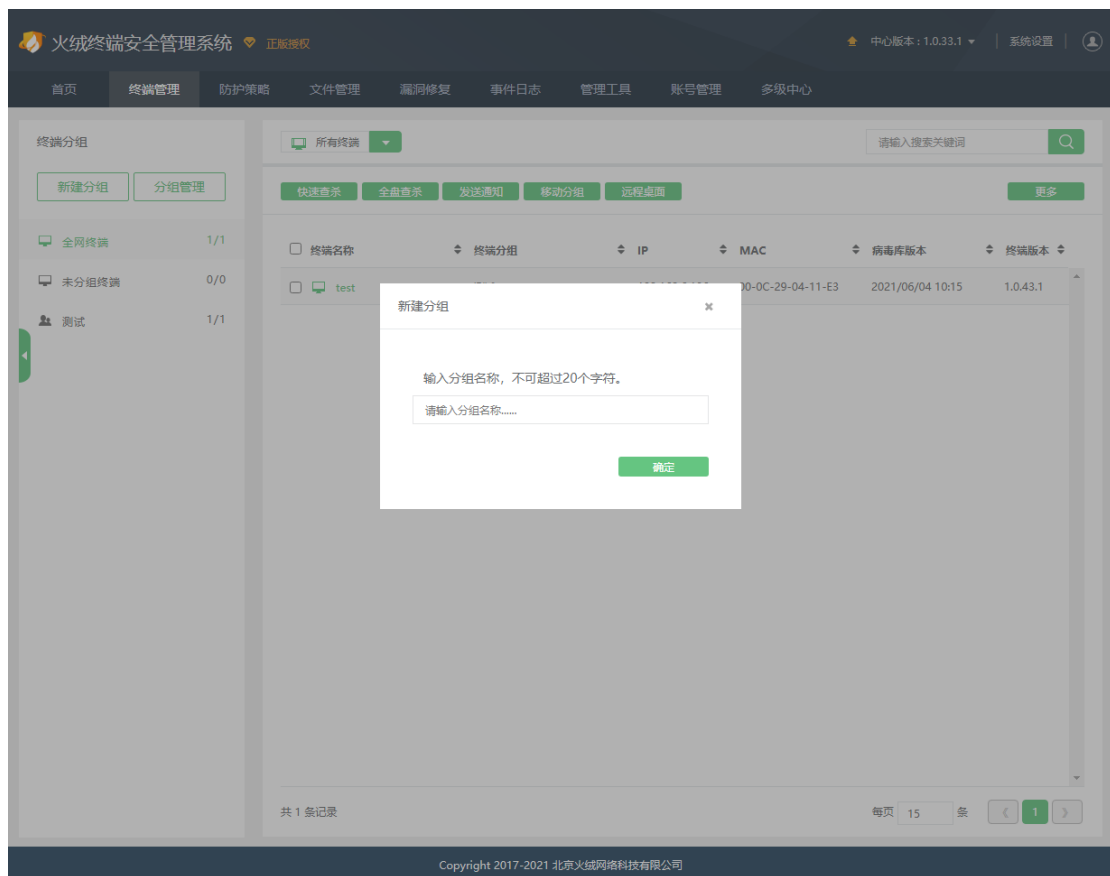 火绒终端安全管理系统 正版授权 中心版本 : 1.0.33.1 系统设置
首页 终端管理 防护策略 文件管理 漏洞修复 事件日志 管理工具 账号管理 多级中心
终端分组 所有终端 请输入搜索关键词
新建分组 分组管理 快速查杀 全盘查杀 发送通知 移动分组 远程桌面 更多
全网终端 1/1
未分组终端 0/0
测试 1/1
终端名称 终端分组 IP MAC 病毒库版本 终端版本
test 00-0C-29-04-11-E3 2021/06/04 10:15 1.0.43.1
新建分组
输入分组名称，不可超过20个字符。
请输入分组名称......
确定
共 1 条记录 每页 15 条 1
Copyright 2017-2021 北京火绒网络科技有限公司